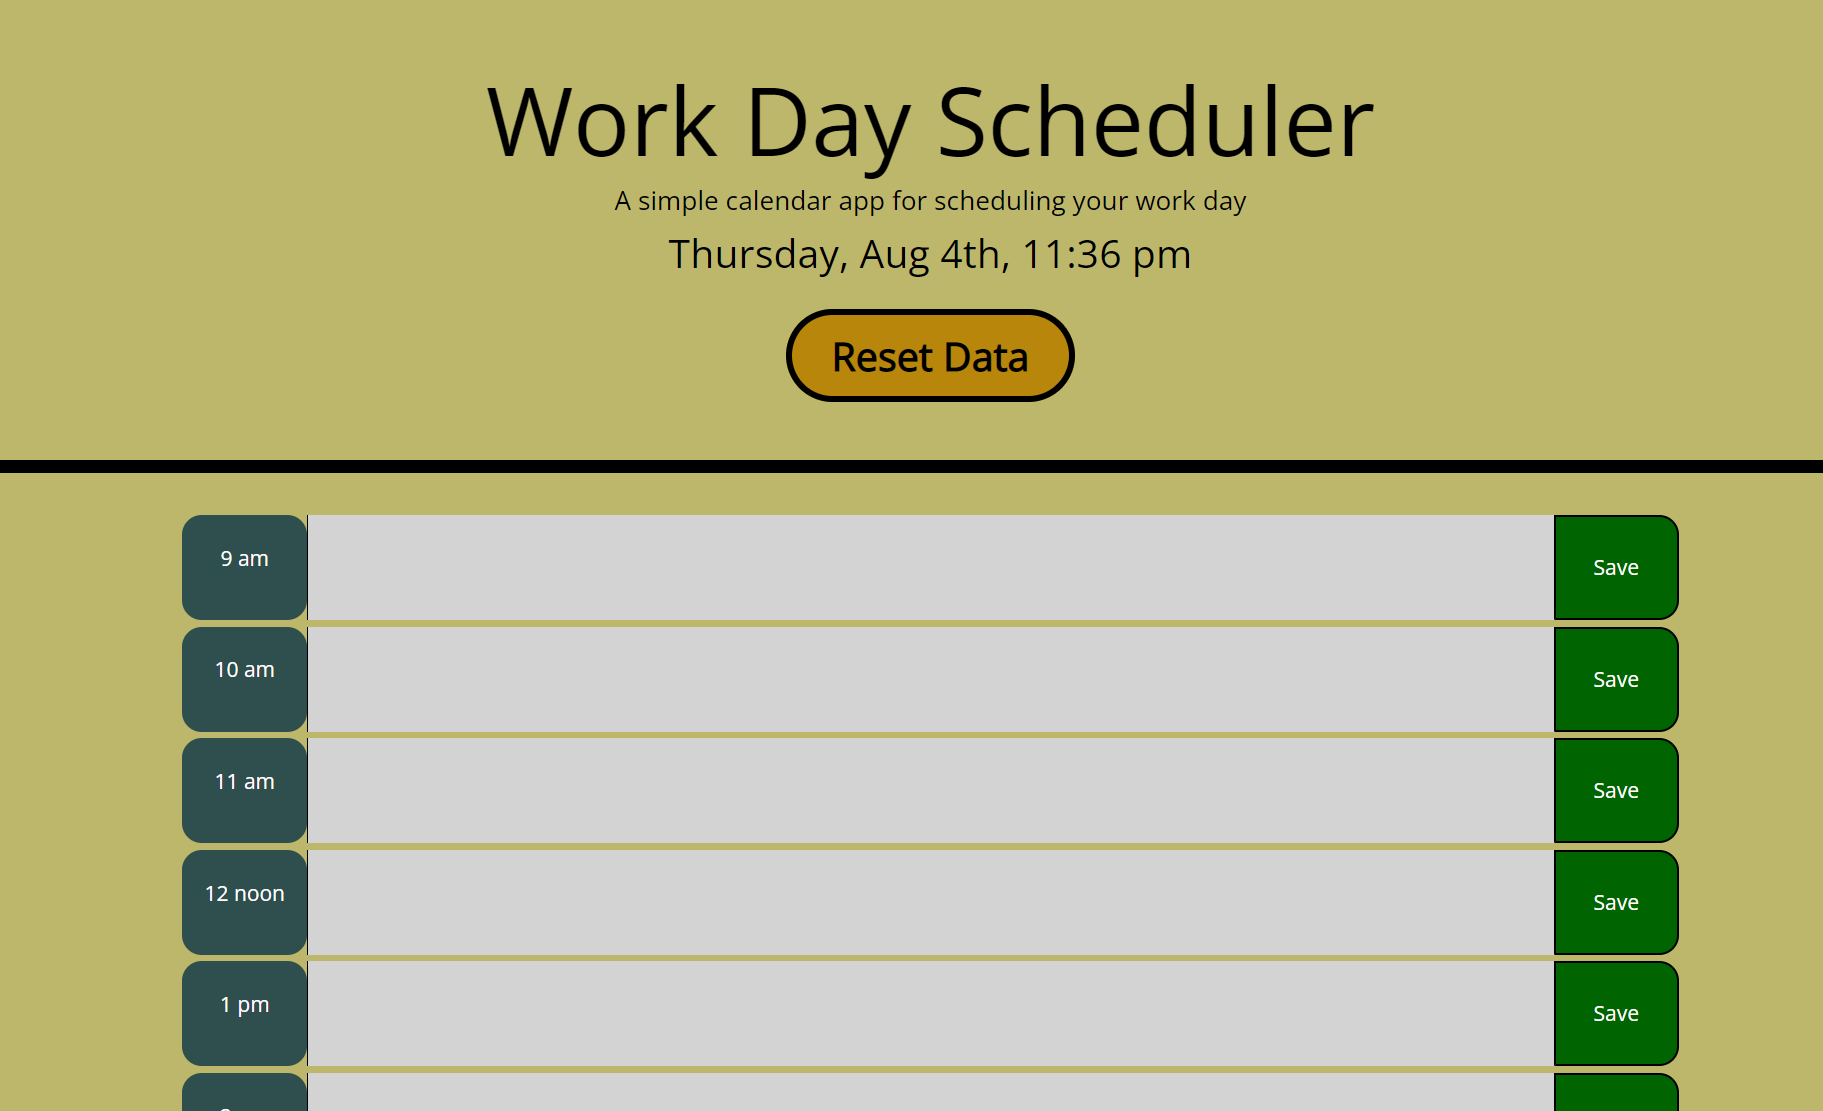 Work Day Scheduler
A simple calendar app for scheduling your work day
Thursday, Aug 4th, 11:36 pm
Reset Data
9 am
Save
10 am
Save
11 am
Save
12 noon
Save
1 pm
Save